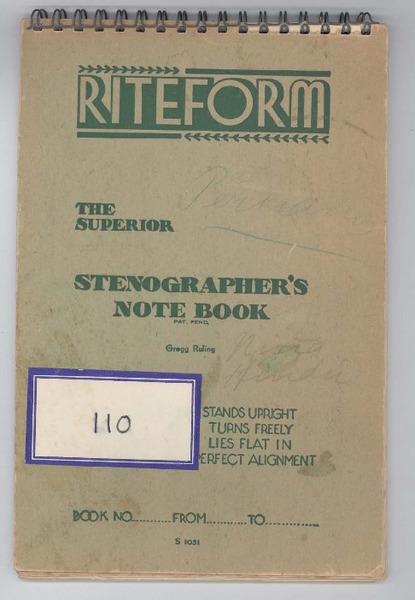 RITEFORM
THE
SUPERIOR
STENOGRAPHER'S
NOTE BOOK
PAT. PEND.
Gregg Ruling
110
STANDS UPRIGHT
TURNS FREELY
LIES FLAT IN
PERFECT ALIGNMENT
BOOK NO...........FROM...........TO...............
S 1031